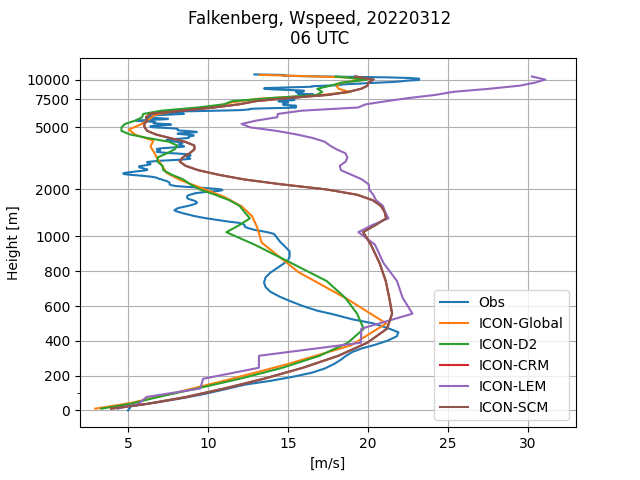 Falkenberg, Wspeed, 20220312
06 UTC
Height [m]
10000
7500
5000
2000
1000
800
600
400
200
0
5
10
15
20
25
30
[m/s]
Obs
ICON-Global
ICON-D2
ICON-CRM
ICON-LEM
ICON-SCM